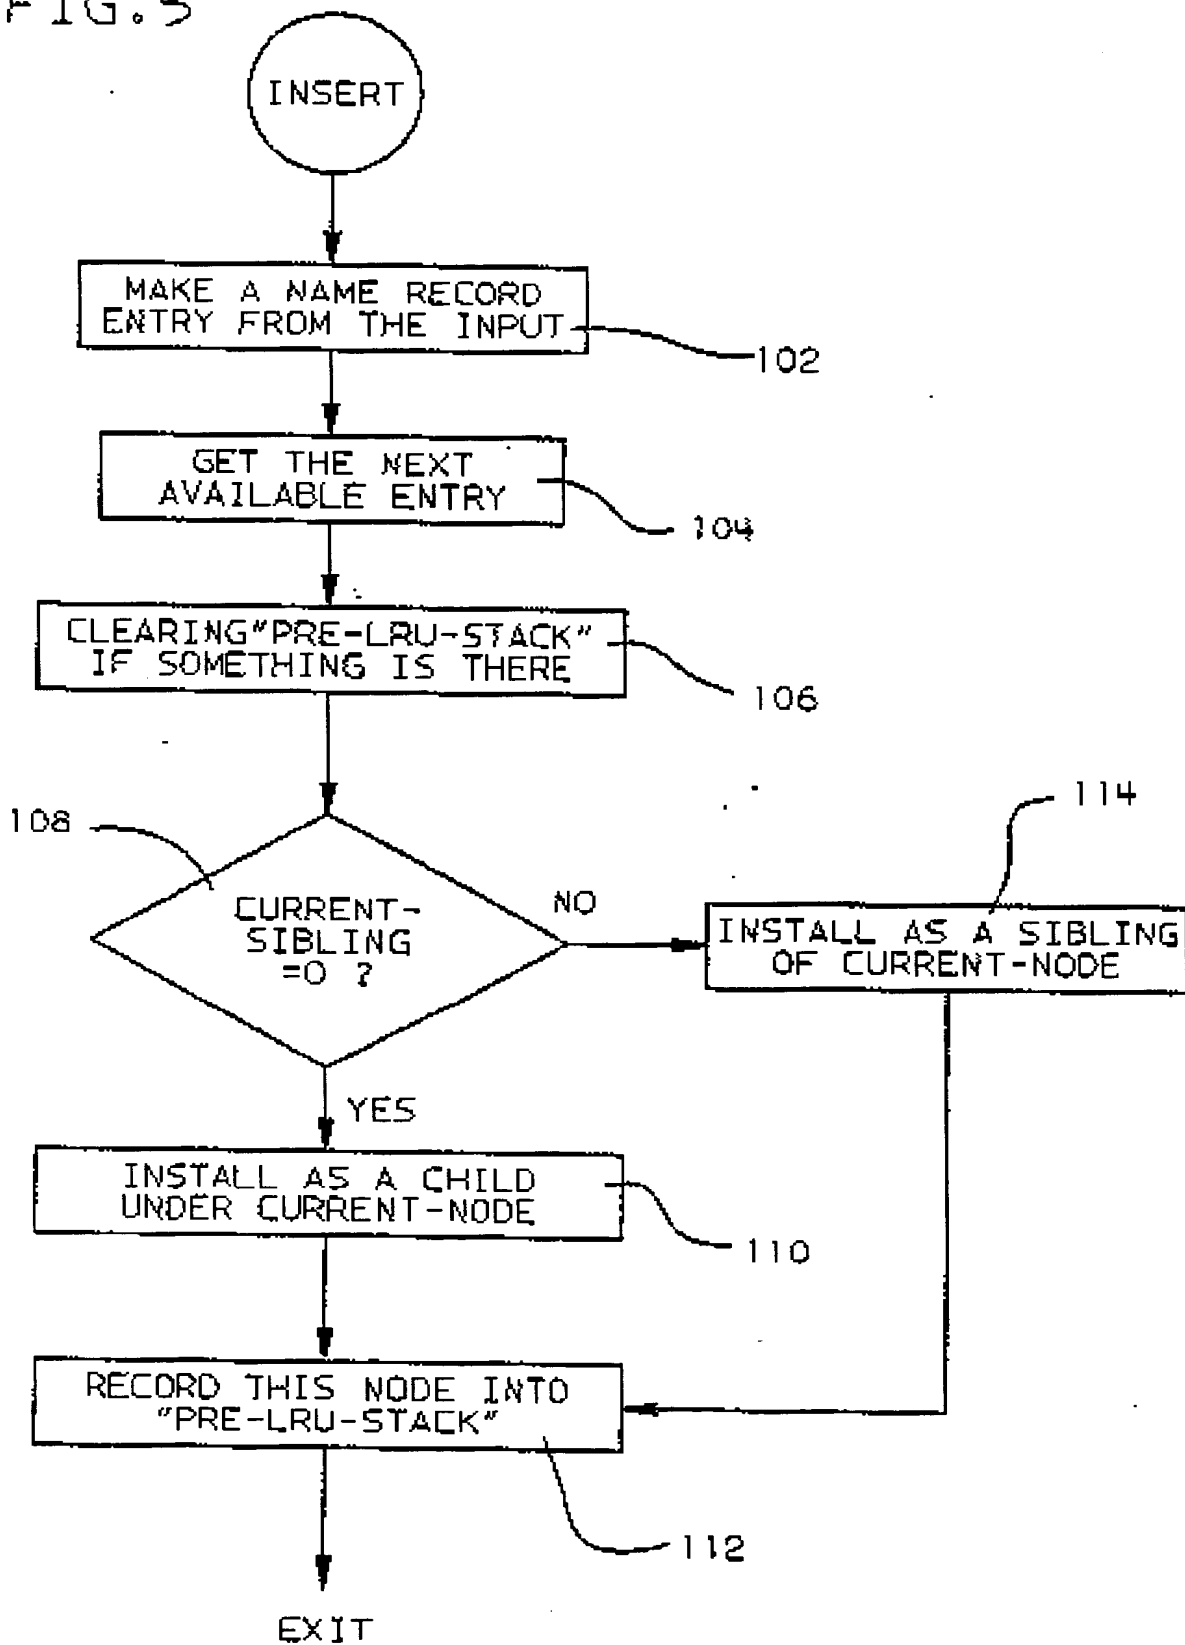 FIG.5
INSERT
MAKE A NAME RECORD
ENTRY FROM THE INPUT
102
GET THE NEXT
AVAILABLE ENTRY
104
CLEARING"PRE-LRU-STACK"
IF SOMETHING IS THERE
106
108
CURRENT-
SIBLING
=0 ?
NO
114
INSTALL AS A SIBLING
OF CURRENT-NODE
YES
INSTALL AS A CHILD
UNDER CURRENT-NODE
110
RECORD THIS NODE INTO
"PRE-LRU-STACK"
112
EXIT